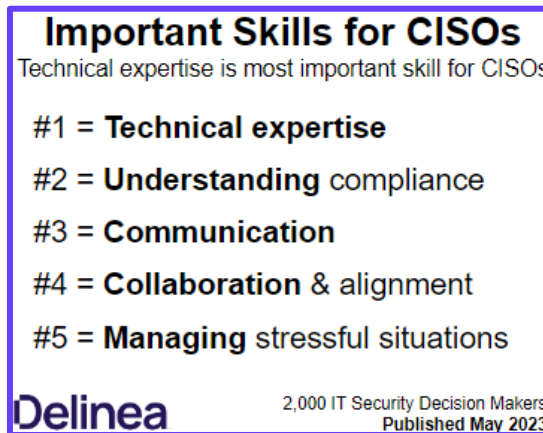 Important Skills for CISOs
Technical expertise is most important skill for CISOs
#1 = Technical expertise
#2 = Understanding compliance
#3 = Communication
#4 = Collaboration & alignment
#5 = Managing stressful situations
Delinea
2,000 IT Security Decision Makers
Published May 2023